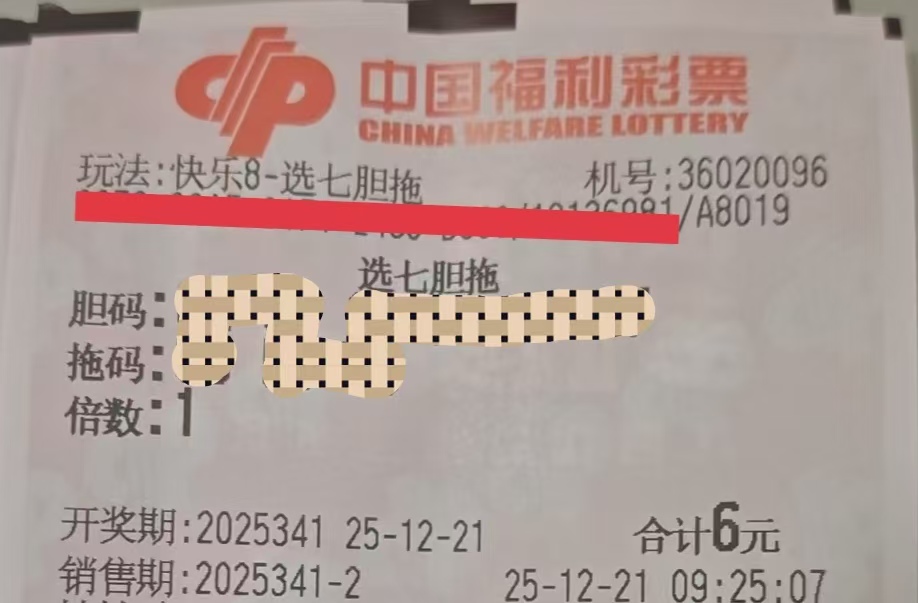 中国福利彩票
CHINA WELFARE LOTTERY
玩法:快乐8-选七胆拖 机号:36020096
/A8019
选七胆拖
胆码:
拖码:
倍数:1
开奖期:2025341 25-12-21 合计6元
销售期:2025341-2 25-12-21 09:25:07